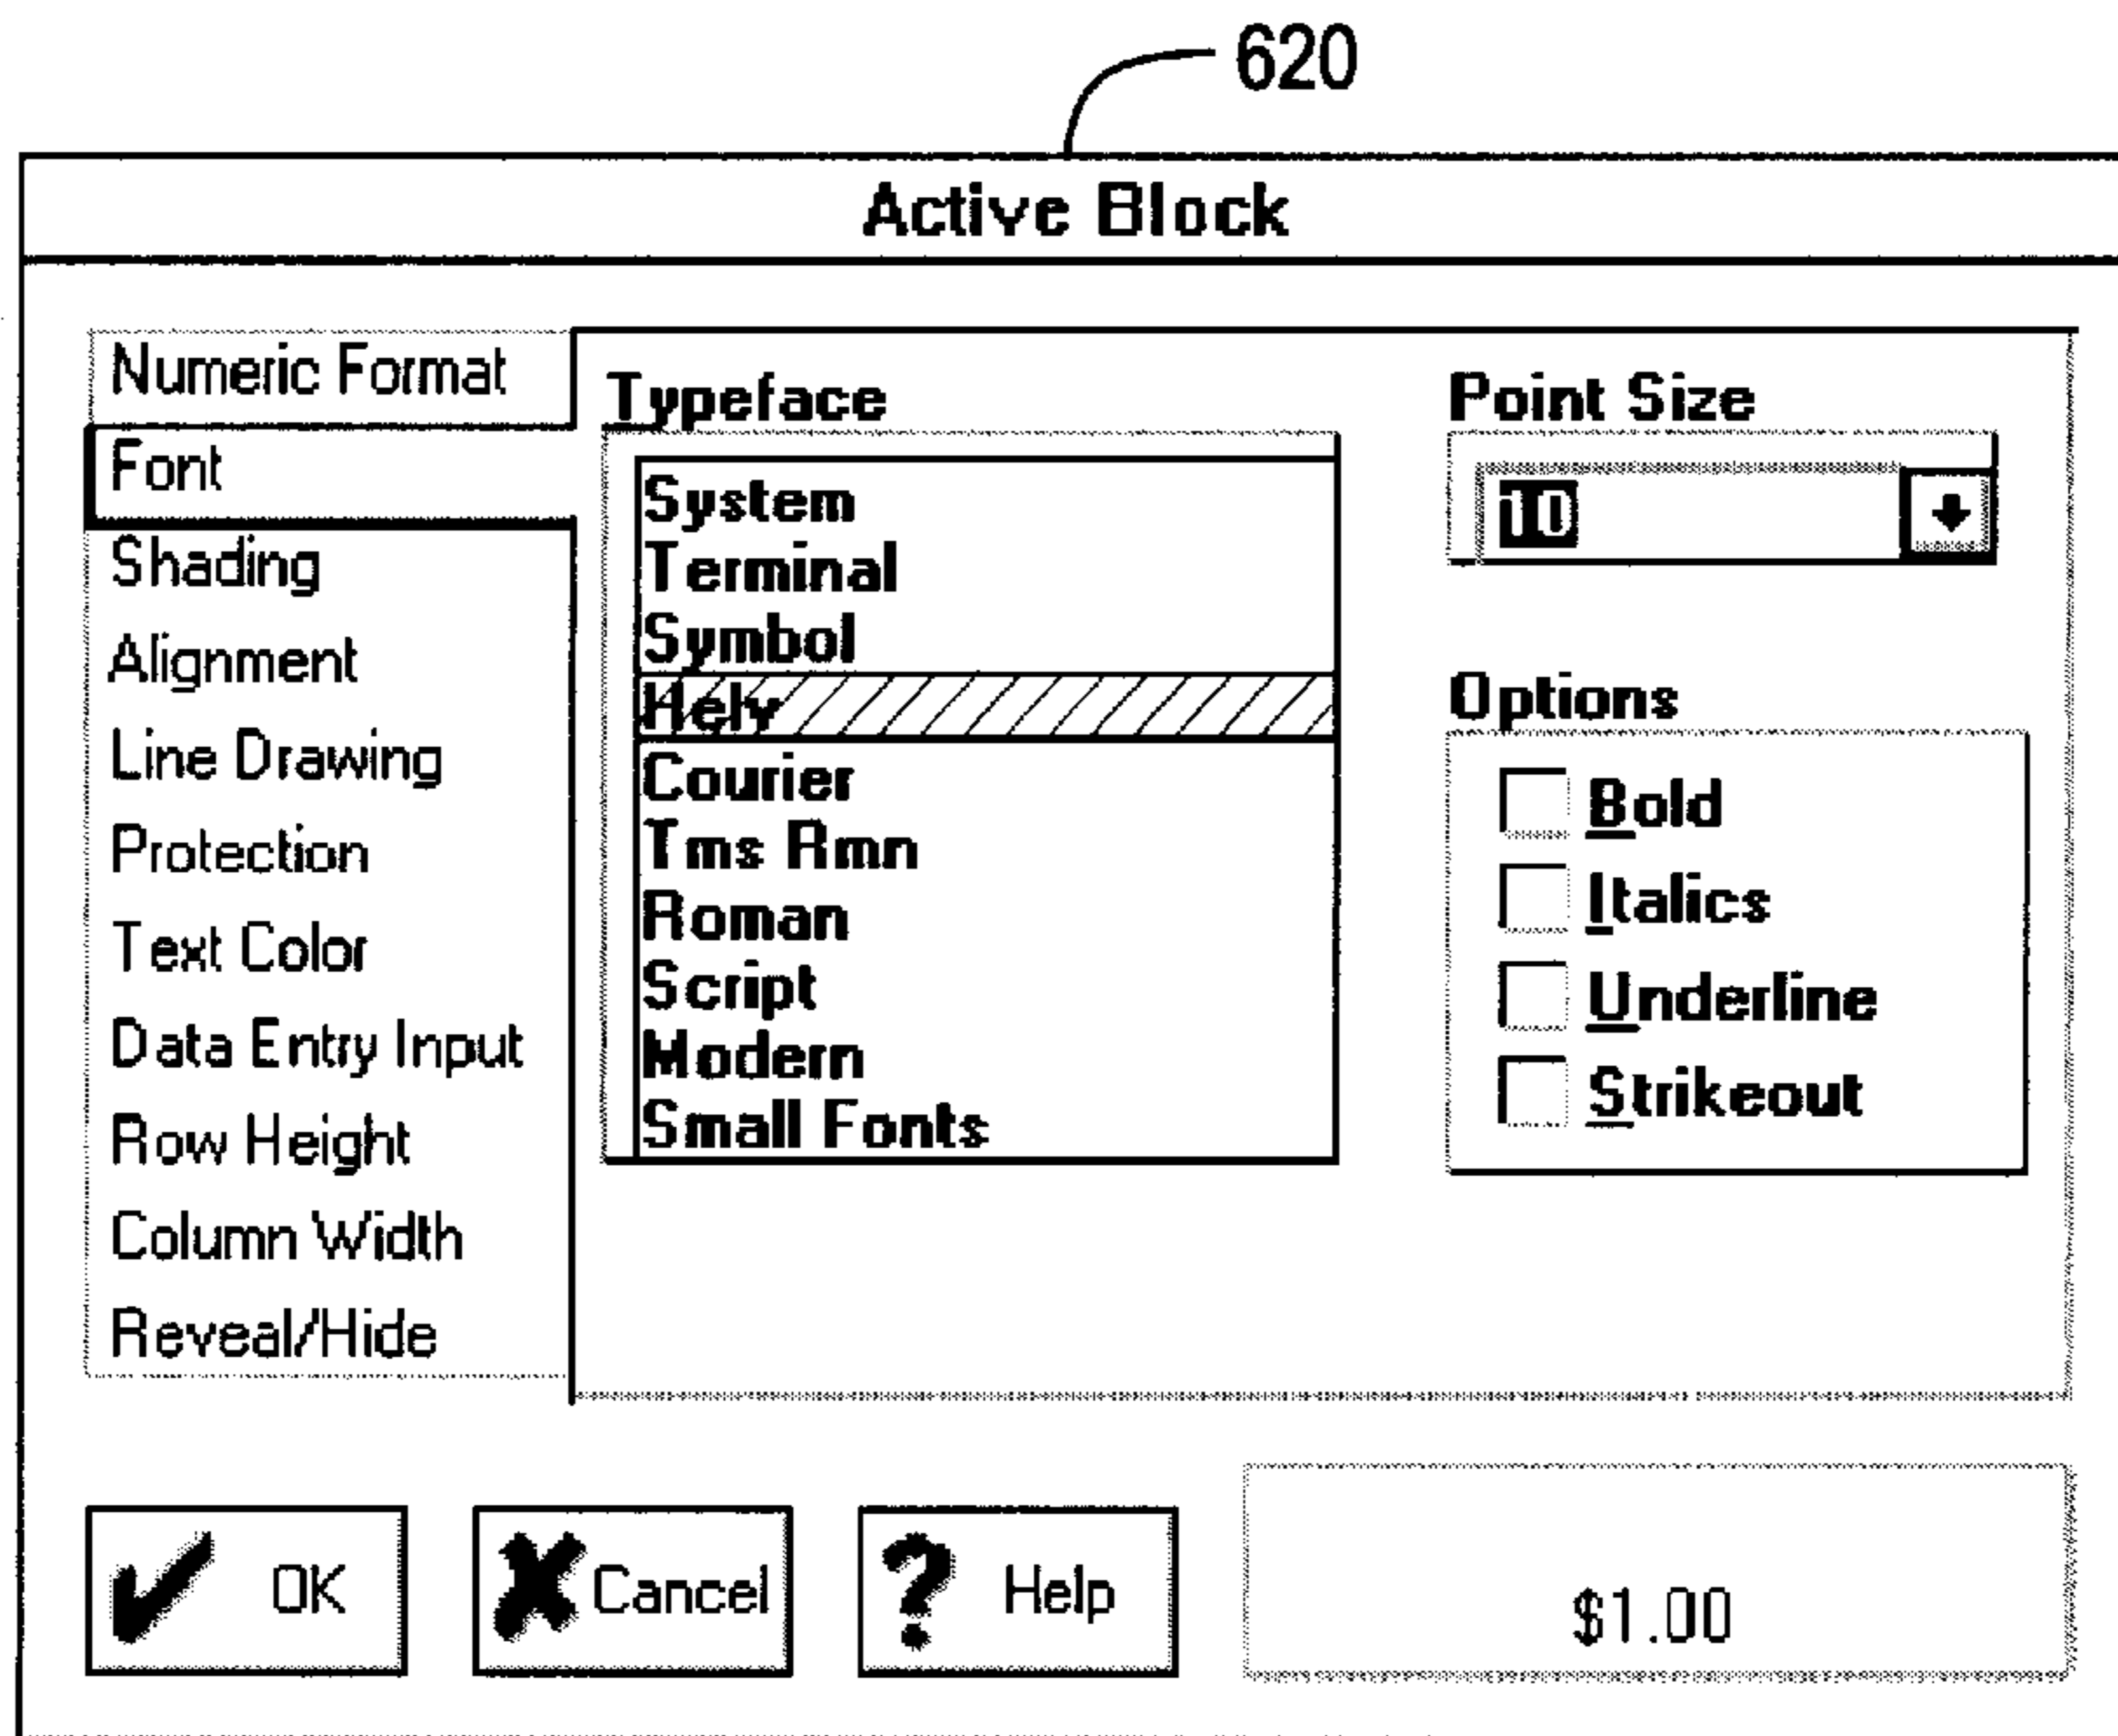 620
Active Block
Numeric Format
Font
Shading
Alignment
Line Drawing
Protection
Text Color
Data Entry Input
Row Height
Column Width
Reveal/Hide
Typeface
System
Terminal
Symbol
Helv
Courier
Tms Rmn
Roman
Script
Modern
Small Fonts
Point Size
10
Options
Bold
Italics
Underline
Strikeout
OK
Cancel
? Help
$1.00